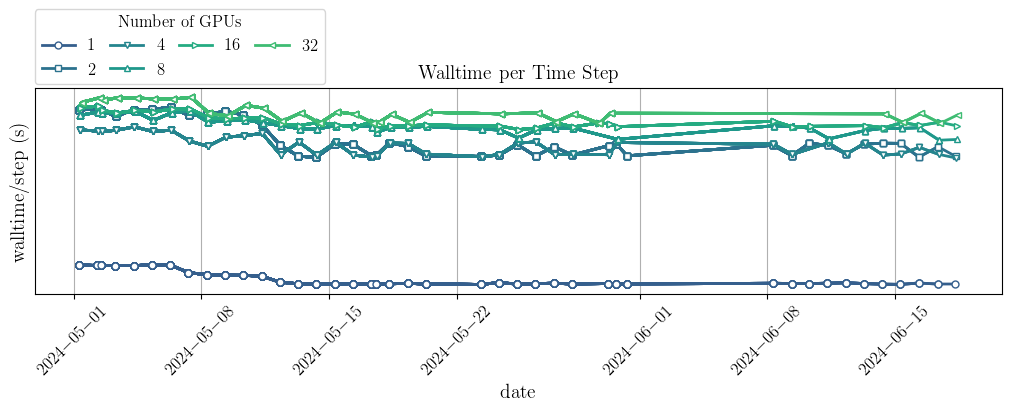 Number of GPUs
1 4 16 32
2 8
Walltime per Time Step
walltime/step (s)
2024−05−01 2024−05−08 2024−05−15 2024−05−22 2024−06−01 2024−06−08 2024−06−15
date